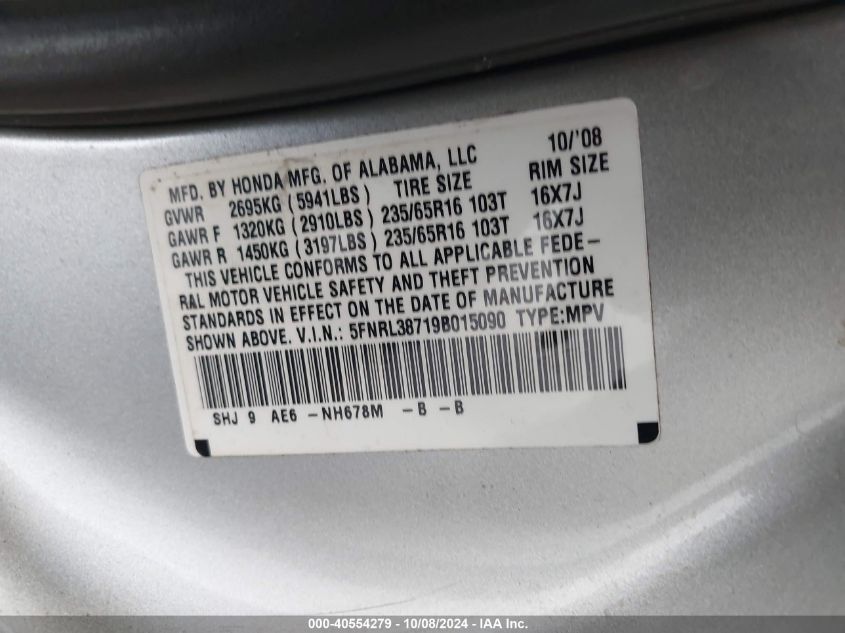 10/'08
MFD. BY HONDA MFG. OF ALABAMA, LLC
GVWR 2695KG (5941LBS) TIRE SIZE RIM SIZE
GAWR F 1320KG (2910LBS) 235/65R16 103T 16X7J
GAWR R 1450KG (3197LBS) 235/65R16 103T 16X7J
THIS VEHICLE CONFORMS TO ALL APPLICABLE FEDE-
RAL MOTOR VEHICLE SAFETY AND THEFT PREVENTION
STANDARDS IN EFFECT ON THE DATE OF MANUFACTURE
SHOWN ABOVE. V.I.N.: 5FNRL38719B015090 TYPE:MPV
SHJ 9 AE6 -NH678M -B -B
000-40554279 - 10/08/2024 - IAA Inc.